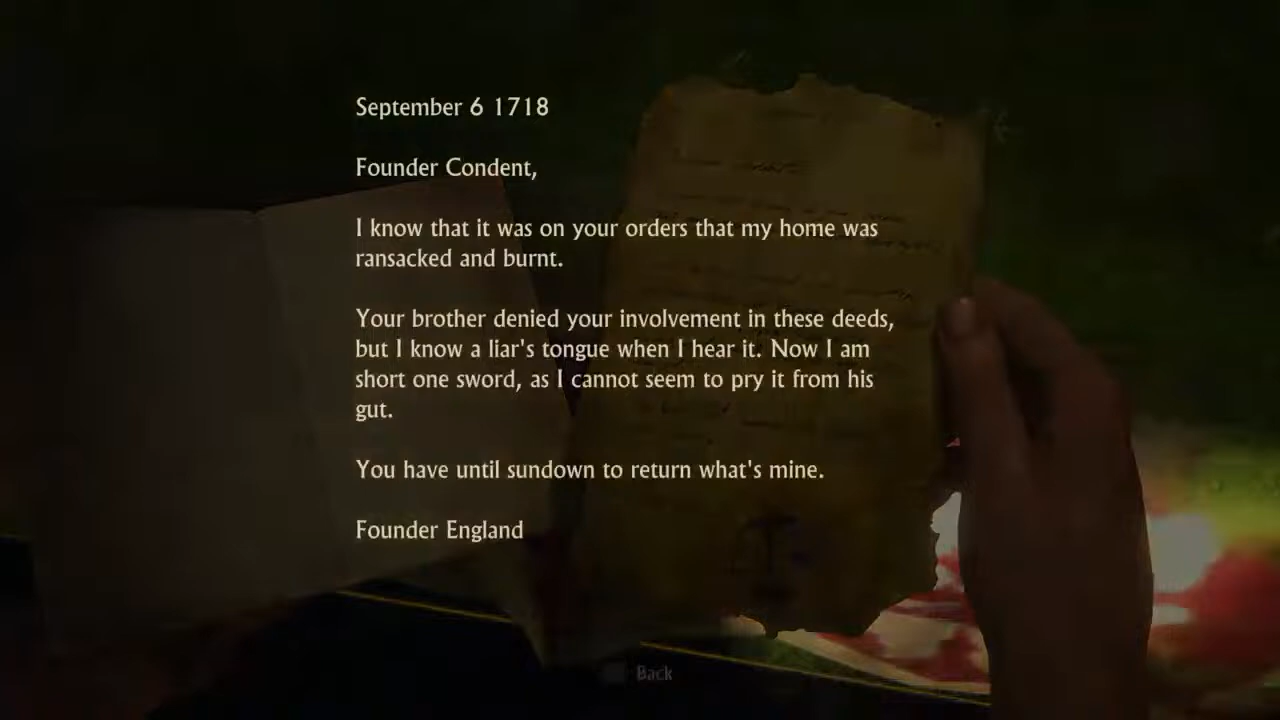 September 6 1718
Founder Condent,
I know that it was on your orders that my home was
ransacked and burnt.
Your brother denied your involvement in these deeds,
but I know a liar's tongue when I hear it. Now I am
short one sword, as I cannot seem to pry it from his
gut.
You have until sundown to return what's mine.
Founder England
Back